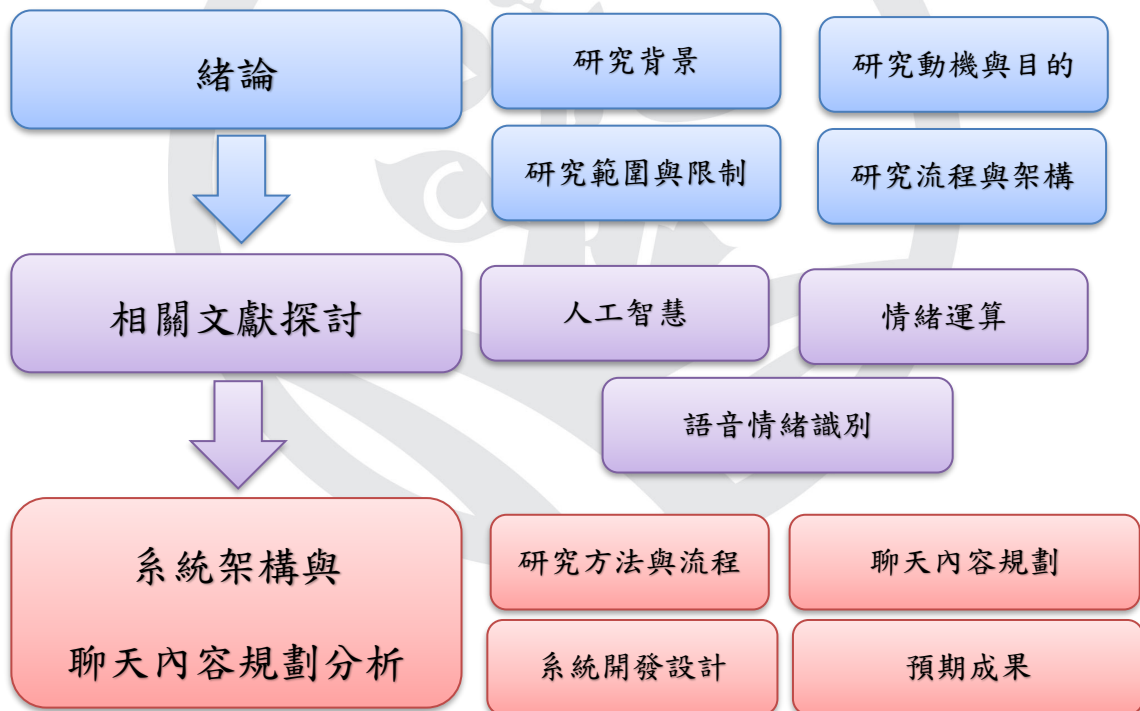 緒論
研究背景
研究動機與目的
研究範圍與限制
研究流程與架構
相關文獻探討
人工智慧
情緒運算
語音情緒識別
系統架構與
聊天內容規劃分析
研究方法與流程
聊天內容規劃
系統開發設計
預期成果